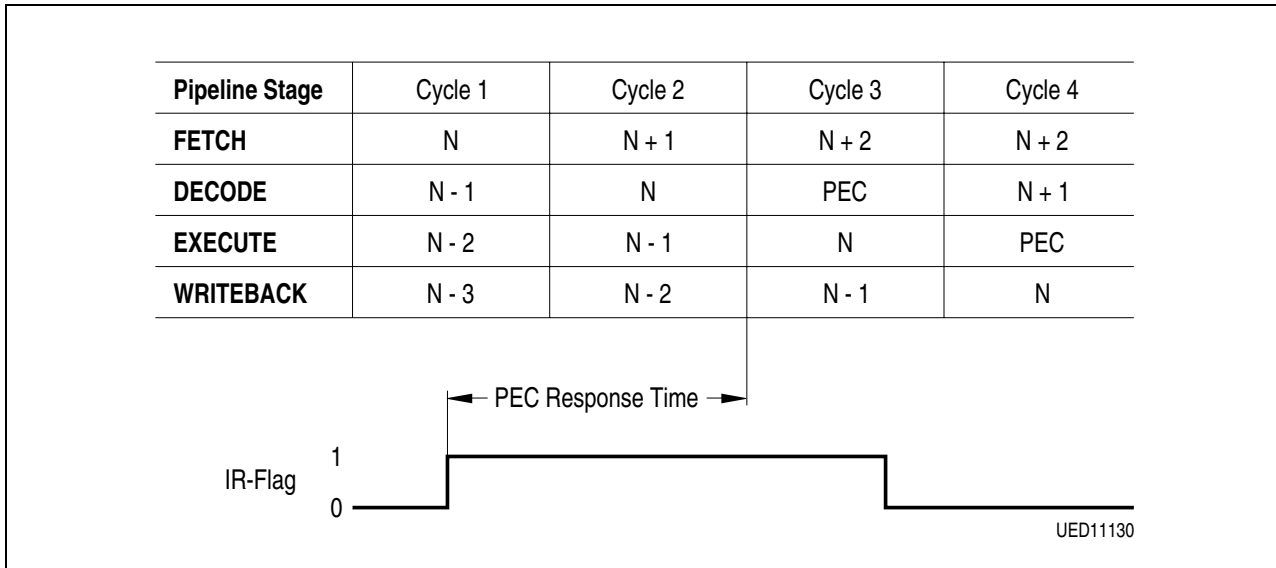 Pipeline Stage Cycle 1 Cycle 2 Cycle 3 Cycle 4
FETCH N N + 1 N + 2 N + 2
DECODE N - 1 N PEC N + 1
EXECUTE N - 2 N - 1 N PEC
WRITEBACK N - 3 N - 2 N - 1 N
PEC Response Time
1
IR-Flag
0
UED11130